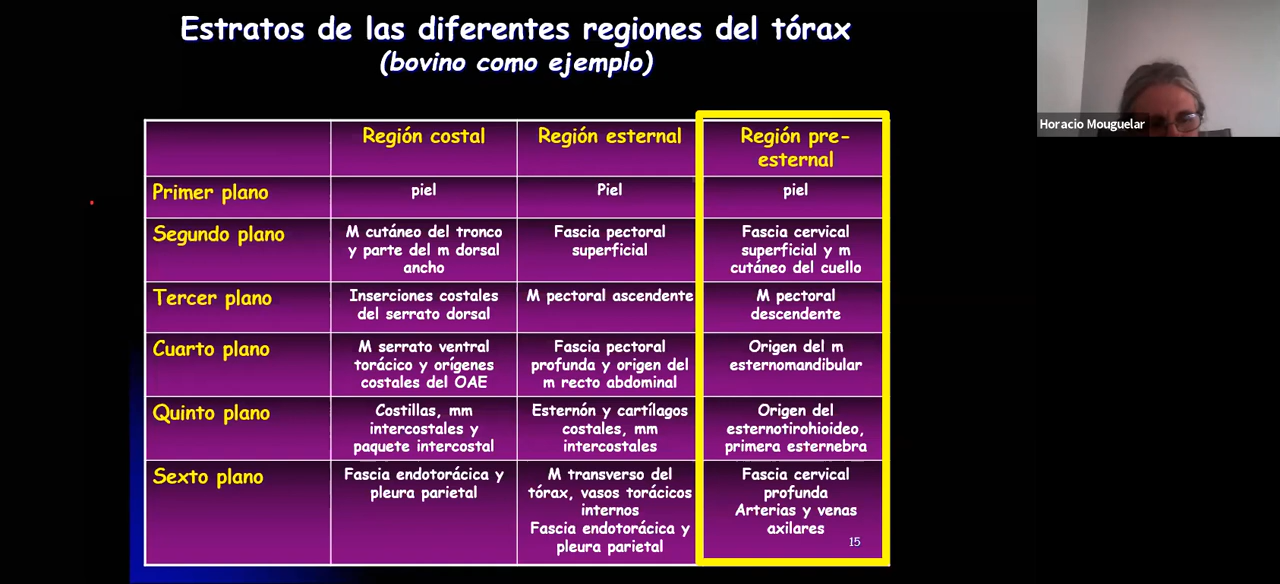 Estratos de las diferentes regiones del tórax
(bovino como ejemplo)
Horacio Mouguelar
Región costal
Región esternal
Región pre-
esternal
Primer plano
piel
Piel
piel
Segundo plano
M cutáneo del tronco
y parte del m dorsal
ancho
Fascia pectoral
superficial
Fascia cervical
superficial y m
cutáneo del cuello
Tercer plano
Inserciones costales
del serrato dorsal
M pectoral ascendente
M pectoral
descendente
Cuarto plano
M serrato ventral
torácico y orígenes
costales del OAE
Fascia pectoral
profunda y origen del
m recto abdominal
Origen del m
esternomandibular
Quinto plano
Costillas, mm
intercostales y
paquete intercostal
Esternón y cartílagos
costales, mm
intercostales
Origen del
esternotirohioideo,
primera esternebra
Sexto plano
Fascia endotorácica y
pleura parietal
M transverso del
tórax, vasos torácicos
internos
Fascia endotorácica y
pleura parietal
Fascia cervical
profunda
Arterias y venas
axilares
15